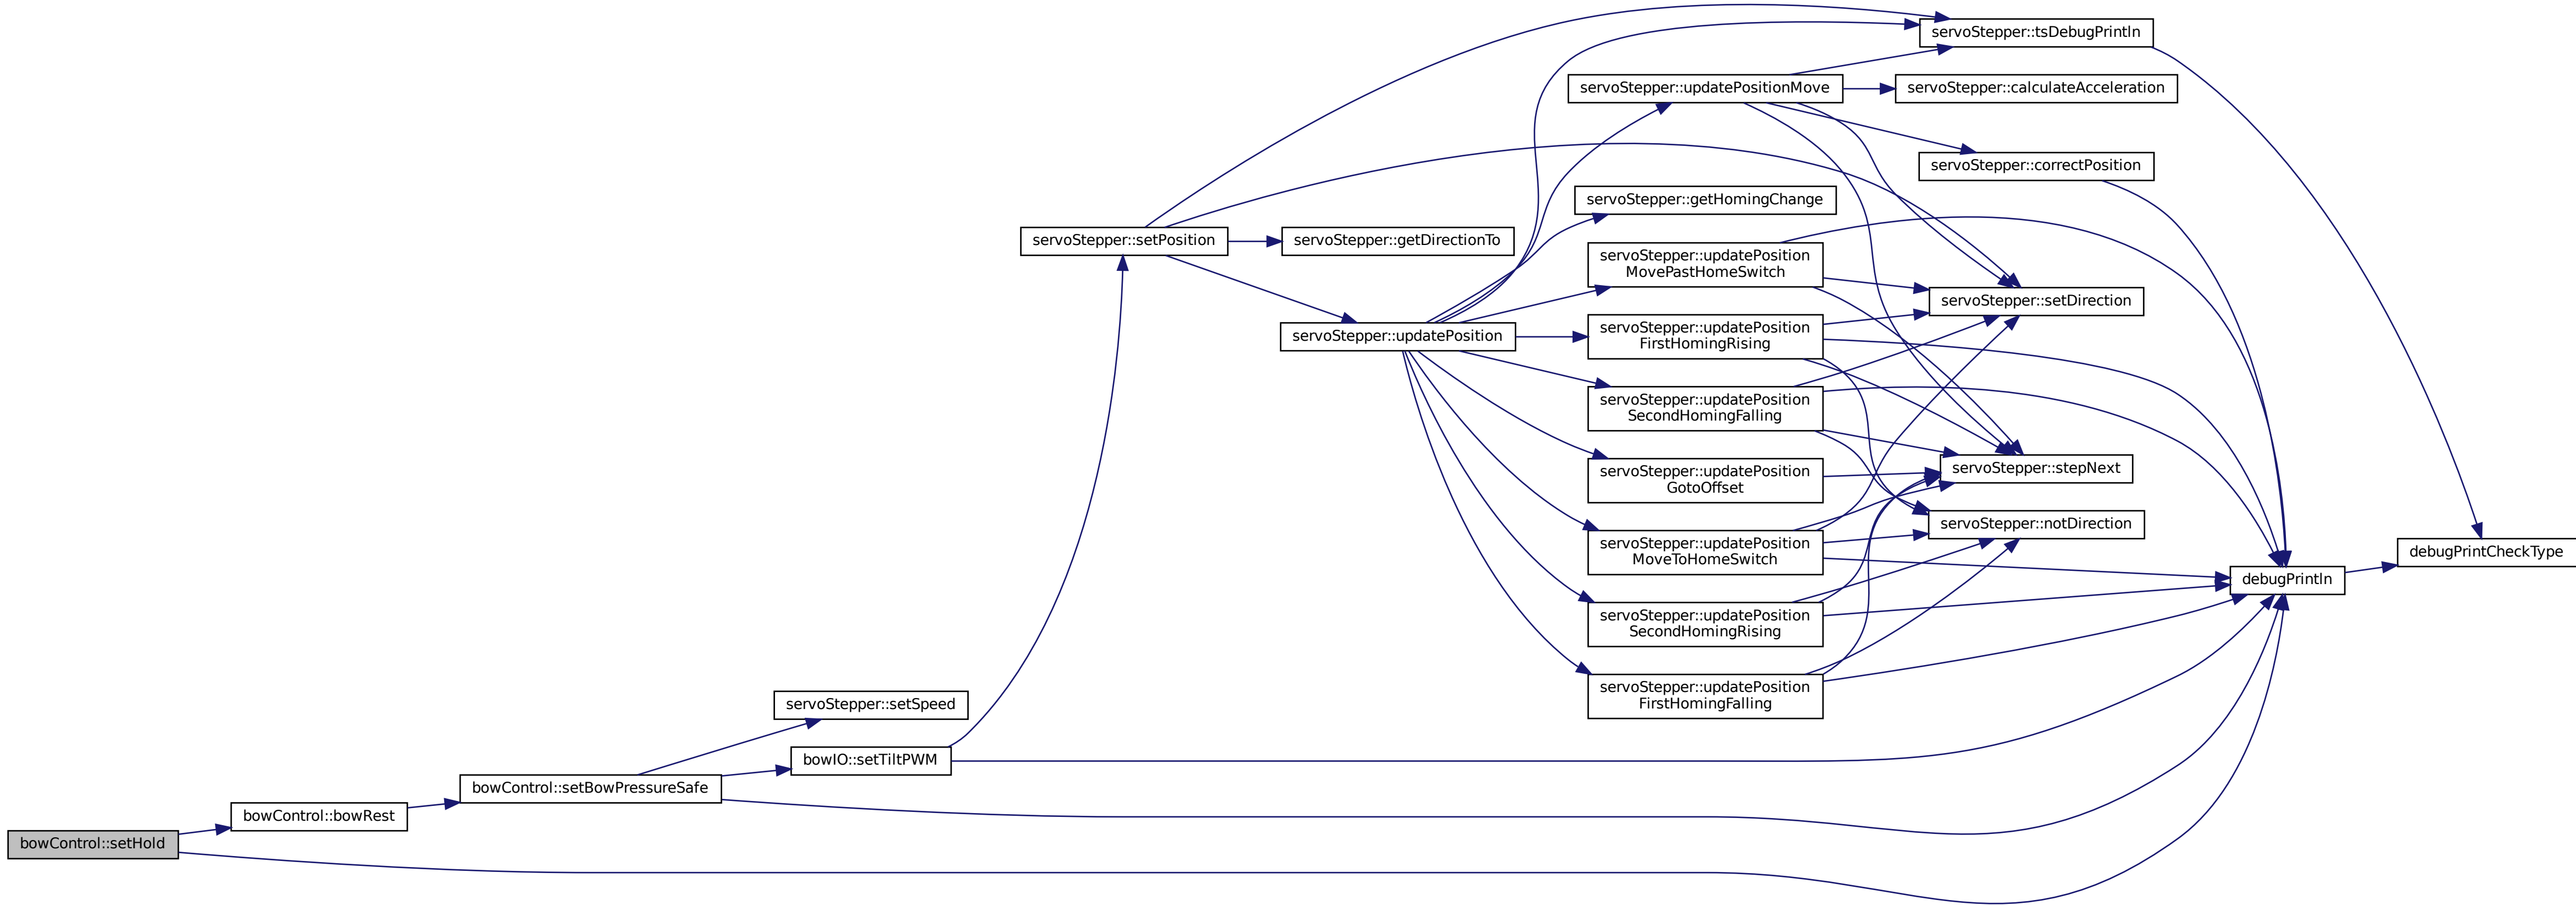 servoStepper::tsDebugPrintln
servoStepper::updatePositionMove
servoStepper::calculateAcceleration
servoStepper::correctPosition
servoStepper::getHomingChange
servoStepper::setPosition
servoStepper::getDirectionTo
servoStepper::updatePosition
MovePastHomeSwitch
servoStepper::setDirection
servoStepper::updatePosition
servoStepper::updatePosition
FirstHomingRising
servoStepper::updatePosition
SecondHomingFalling
servoStepper::updatePosition
GotoOffset
servoStepper::stepNext
servoStepper::notDirection
servoStepper::updatePosition
MoveToHomeSwitch
debugPrintCheckType
debugPrintln
servoStepper::updatePosition
SecondHomingRising
servoStepper::updatePosition
FirstHomingFalling
servoStepper::setSpeed
bowIO::setTiltPWM
bowControl::setBowPressureSafe
bowControl::bowRest
bowControl::setHold